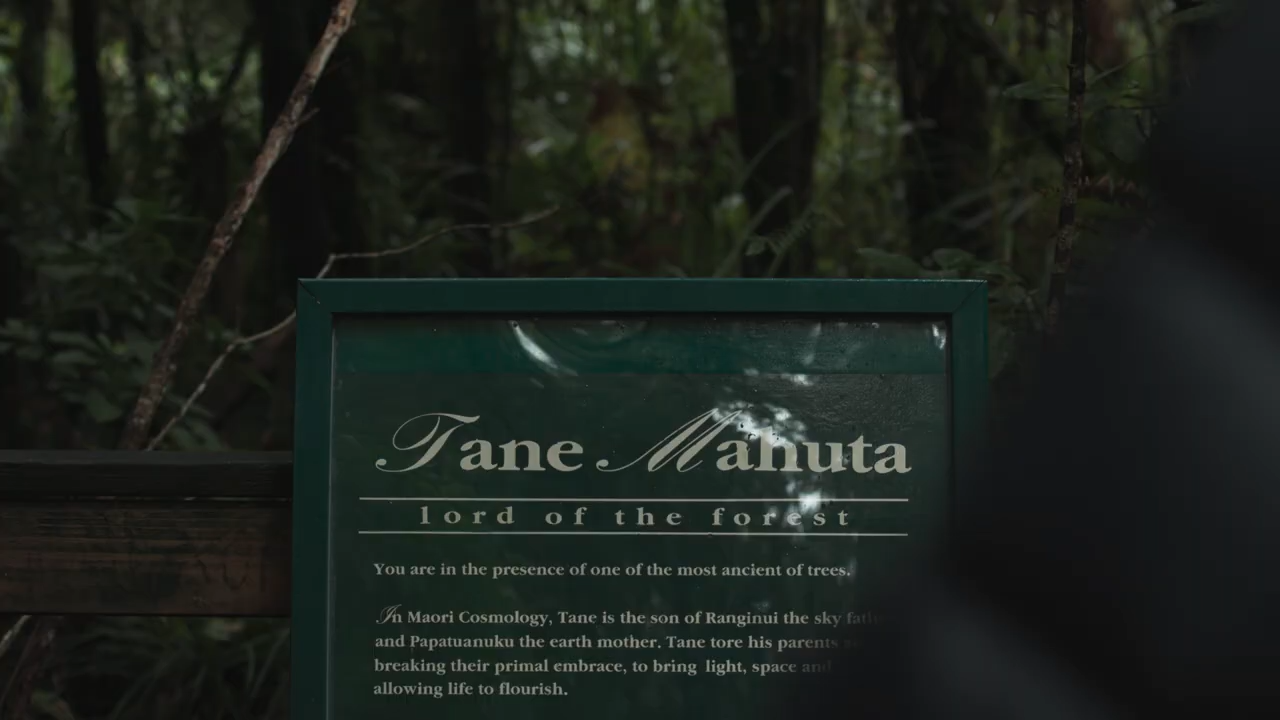 Tane Mahuta
lord of the forest
You are in the presence of one of the most ancient of trees.
In Maori Cosmology, Tane is the son of Ranginui the sky
and Papatuanuku the earth mother. Tane tore his parents
breaking their primal embrace, to bring light, space and
allowing life to flourish.